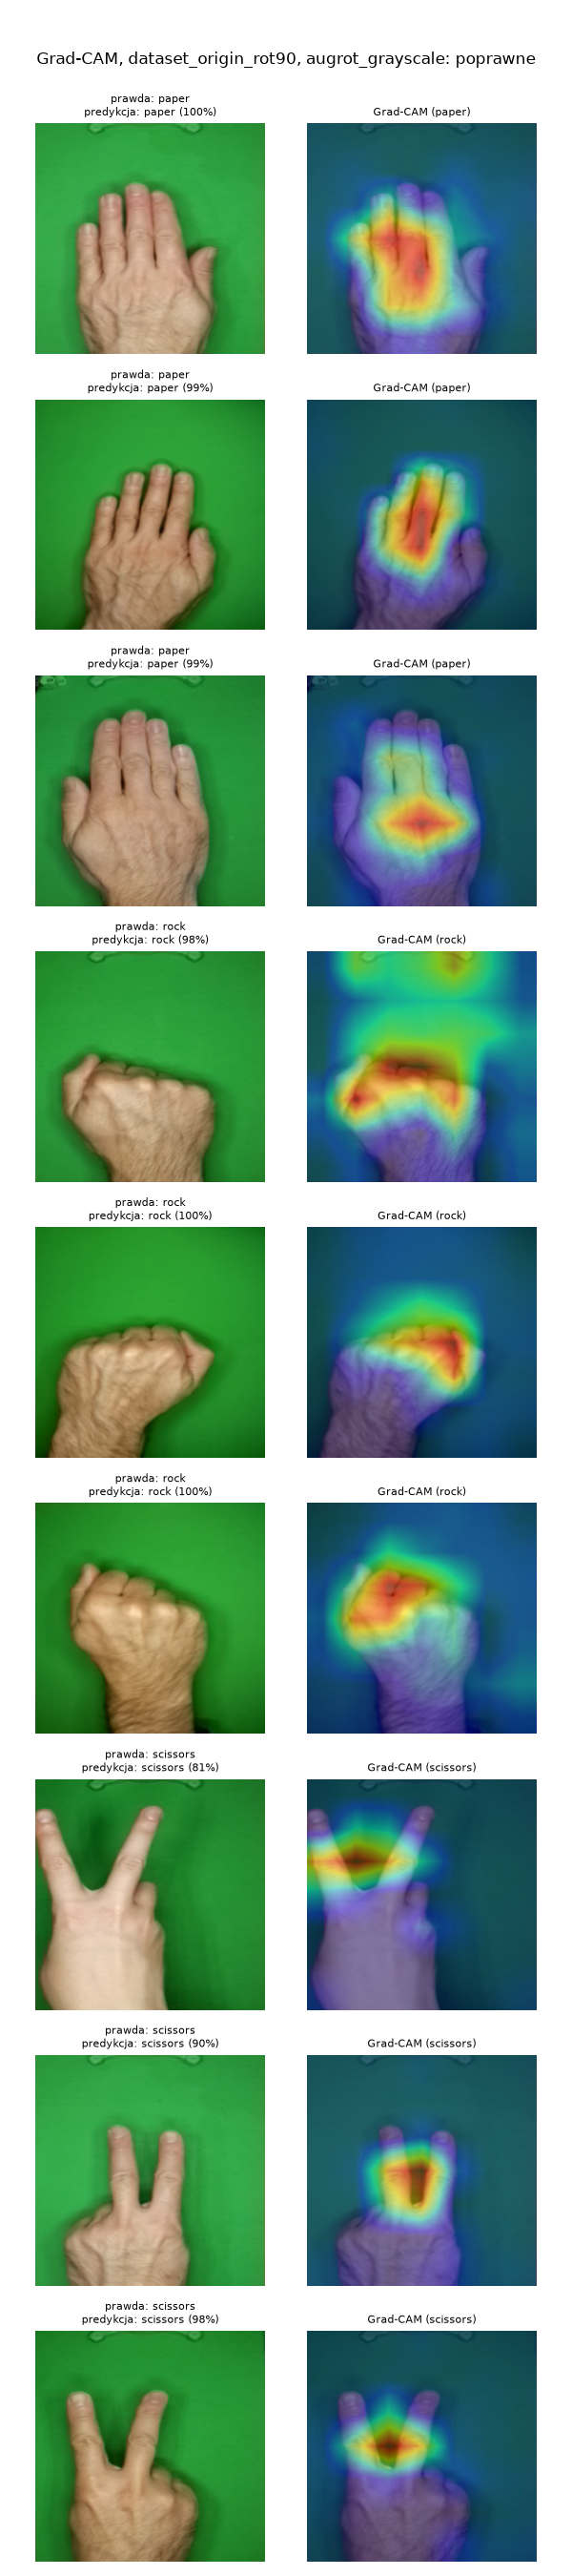 Grad-CAM, dataset_origin_rot90, augrot_grayscale: poprawne
prawda: paper
predykcja: paper (100%)
Grad-CAM (paper)
prawda: paper
predykcja: paper (99%)
Grad-CAM (paper)
prawda: paper
predykcja: paper (99%)
Grad-CAM (paper)
prawda: rock
predykcja: rock (98%)
Grad-CAM (rock)
prawda: rock
predykcja: rock (100%)
Grad-CAM (rock)
prawda: rock
predykcja: rock (100%)
Grad-CAM (rock)
prawda: scissors
predykcja: scissors (81%)
Grad-CAM (scissors)
prawda: scissors
predykcja: scissors (90%)
Grad-CAM (scissors)
prawda: scissors
predykcja: scissors (98%)
Grad-CAM (scissors)